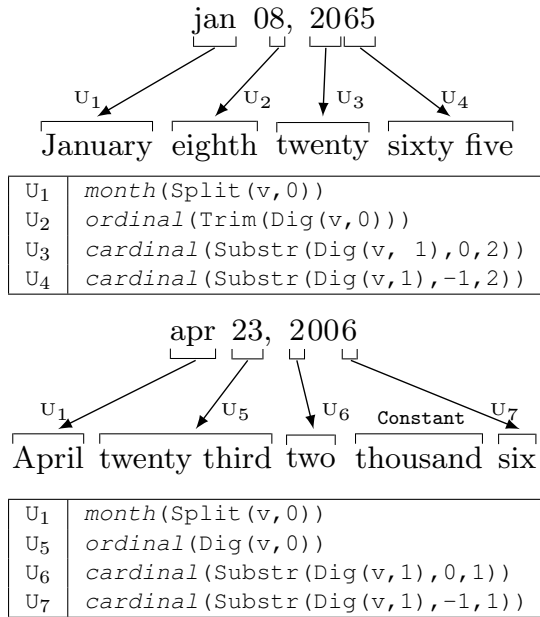 jan 08, 2065
U1 U2 U3 U4
January eighth twenty sixty five
U1 month(Split(v,0))
U2 ordinal(Trim(Dig(v,0)))
U3 cardinal(Substr(Dig(v, 1),0,2))
U4 cardinal(Substr(Dig(v,1),-1,2))
apr 23, 2006
U1 U5 U6 Constant U7
April twenty third two thousand six
U1 month(Split(v,0))
U5 ordinal(Dig(v,0))
U6 cardinal(Substr(Dig(v,1),0,1))
U7 cardinal(Substr(Dig(v,1),-1,1))